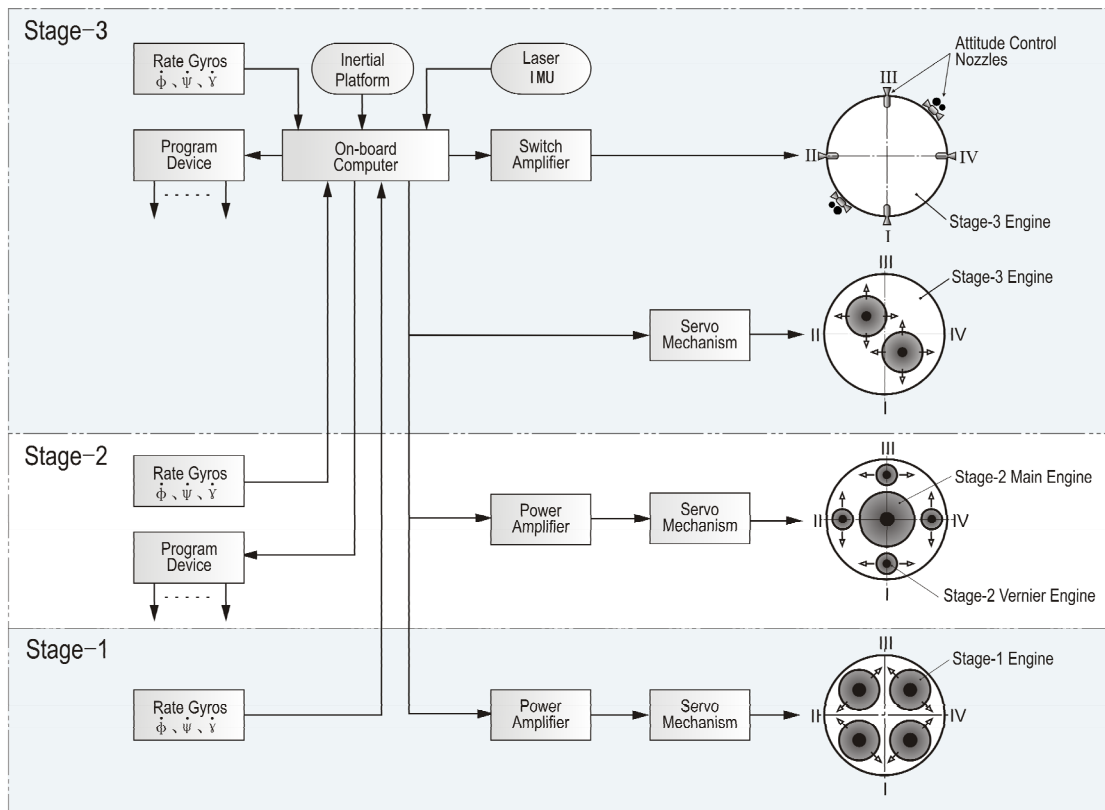 Stage-3
Rate Gyros
φ̇、ψ̇、γ̇
Inertial
Platform
Laser
IMU
Attitude Control
Nozzles
Program
Device
On-board
Computer
Switch
Amplifier
III
II
IV
I
Stage-3 Engine
Servo
Mechanism
III
II
IV
I
Stage-3 Engine
Stage-2
Rate Gyros
φ̇、ψ̇、γ̇
Program
Device
Power
Amplifier
Servo
Mechanism
III
II
IV
I
Stage-2 Main Engine
Stage-2 Vernier Engine
Stage-1
Rate Gyros
φ̇、ψ̇、γ̇
Power
Amplifier
Servo
Mechanism
III
II
IV
I
Stage-1 Engine